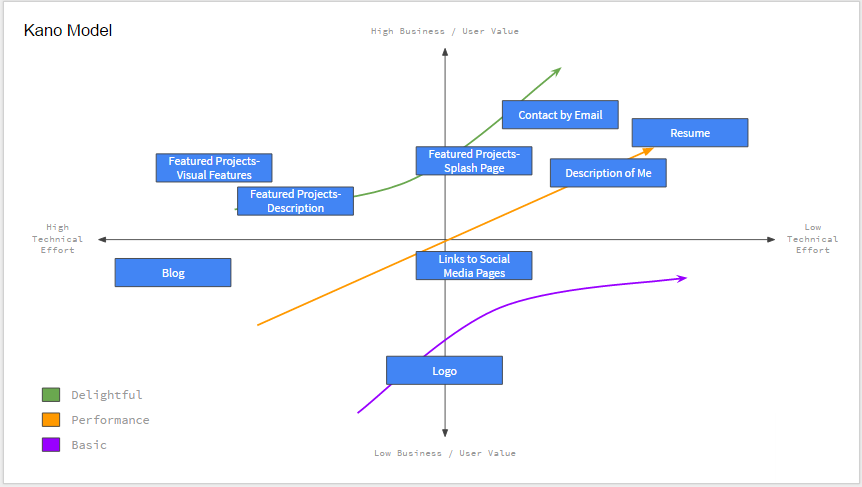 Kano Model
High Business / User Value
Contact by Email
Resume
Featured Projects-
Visual Features
Featured Projects-
Splash Page
Description of Me
Featured Projects-
Description
High
Technical
Effort
Low
Technical
Effort
Blog
Links to Social
Media Pages
Logo
Delightful
Performance
Basic
Low Business / User Value